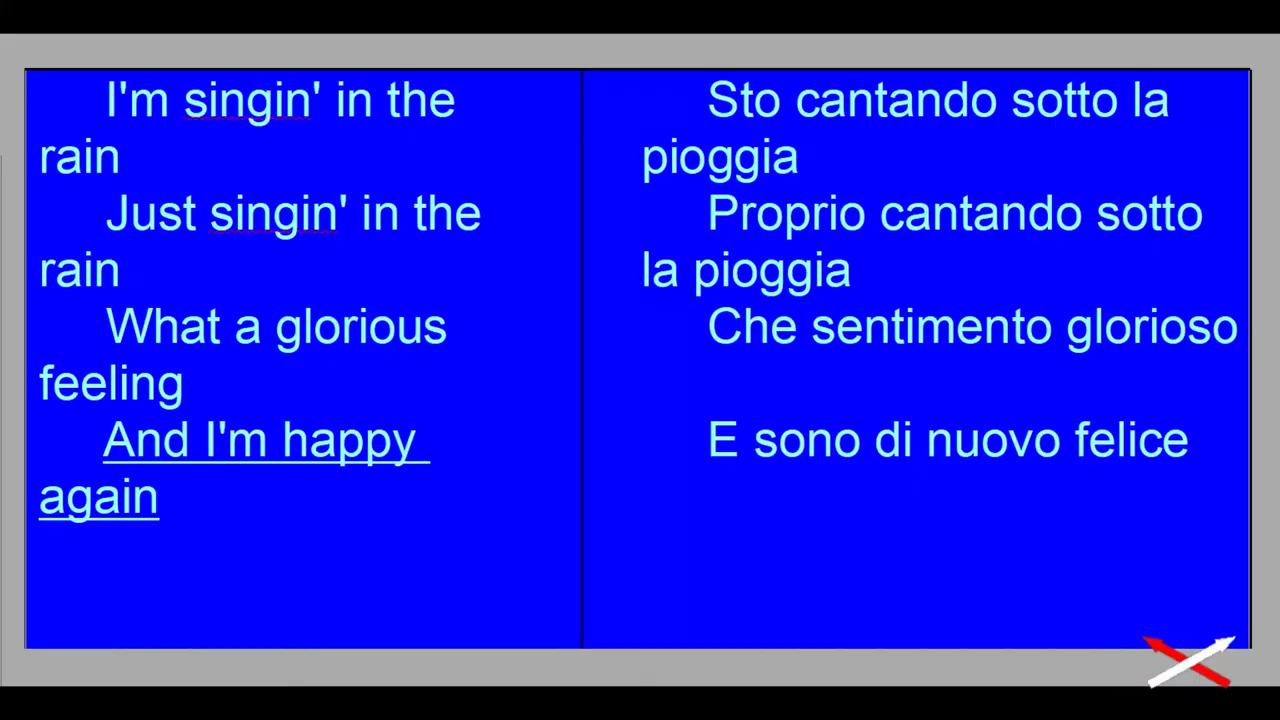 I'm singin' in the
rain
Just singin' in the
rain
What a glorious
feeling
And I'm happy
again
Sto cantando sotto la
pioggia
Proprio cantando sotto
la pioggia
Che sentimento glorioso
E sono di nuovo felice